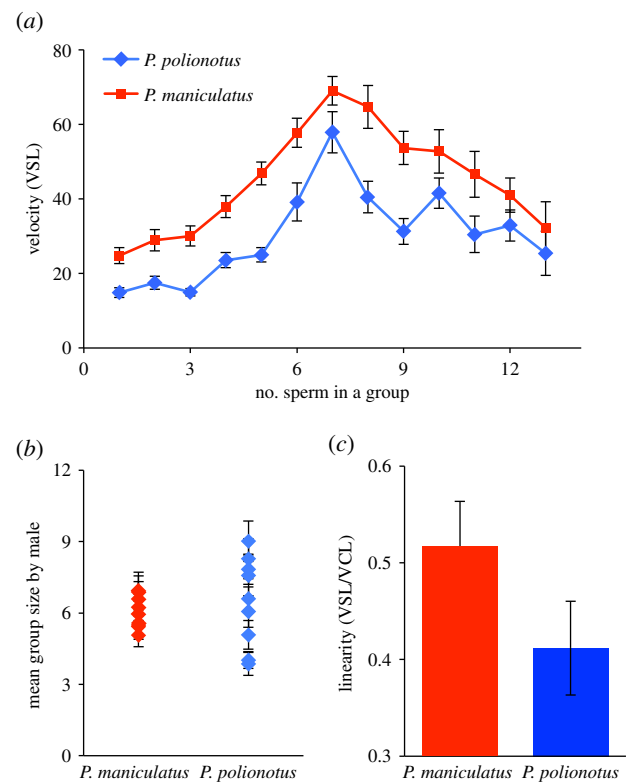 (a)
80
60
40
20
0
velocity (VSL)
P. polionotus
P. maniculatus
0 3 6 9 12
no. sperm in a group
(b)
12
9
6
3
0
mean group size by male
P. maniculatus P. polionotus
(c)
0.6
0.5
0.4
0.3
linearity (VSL/VCL)
P. maniculatus P. polionotus